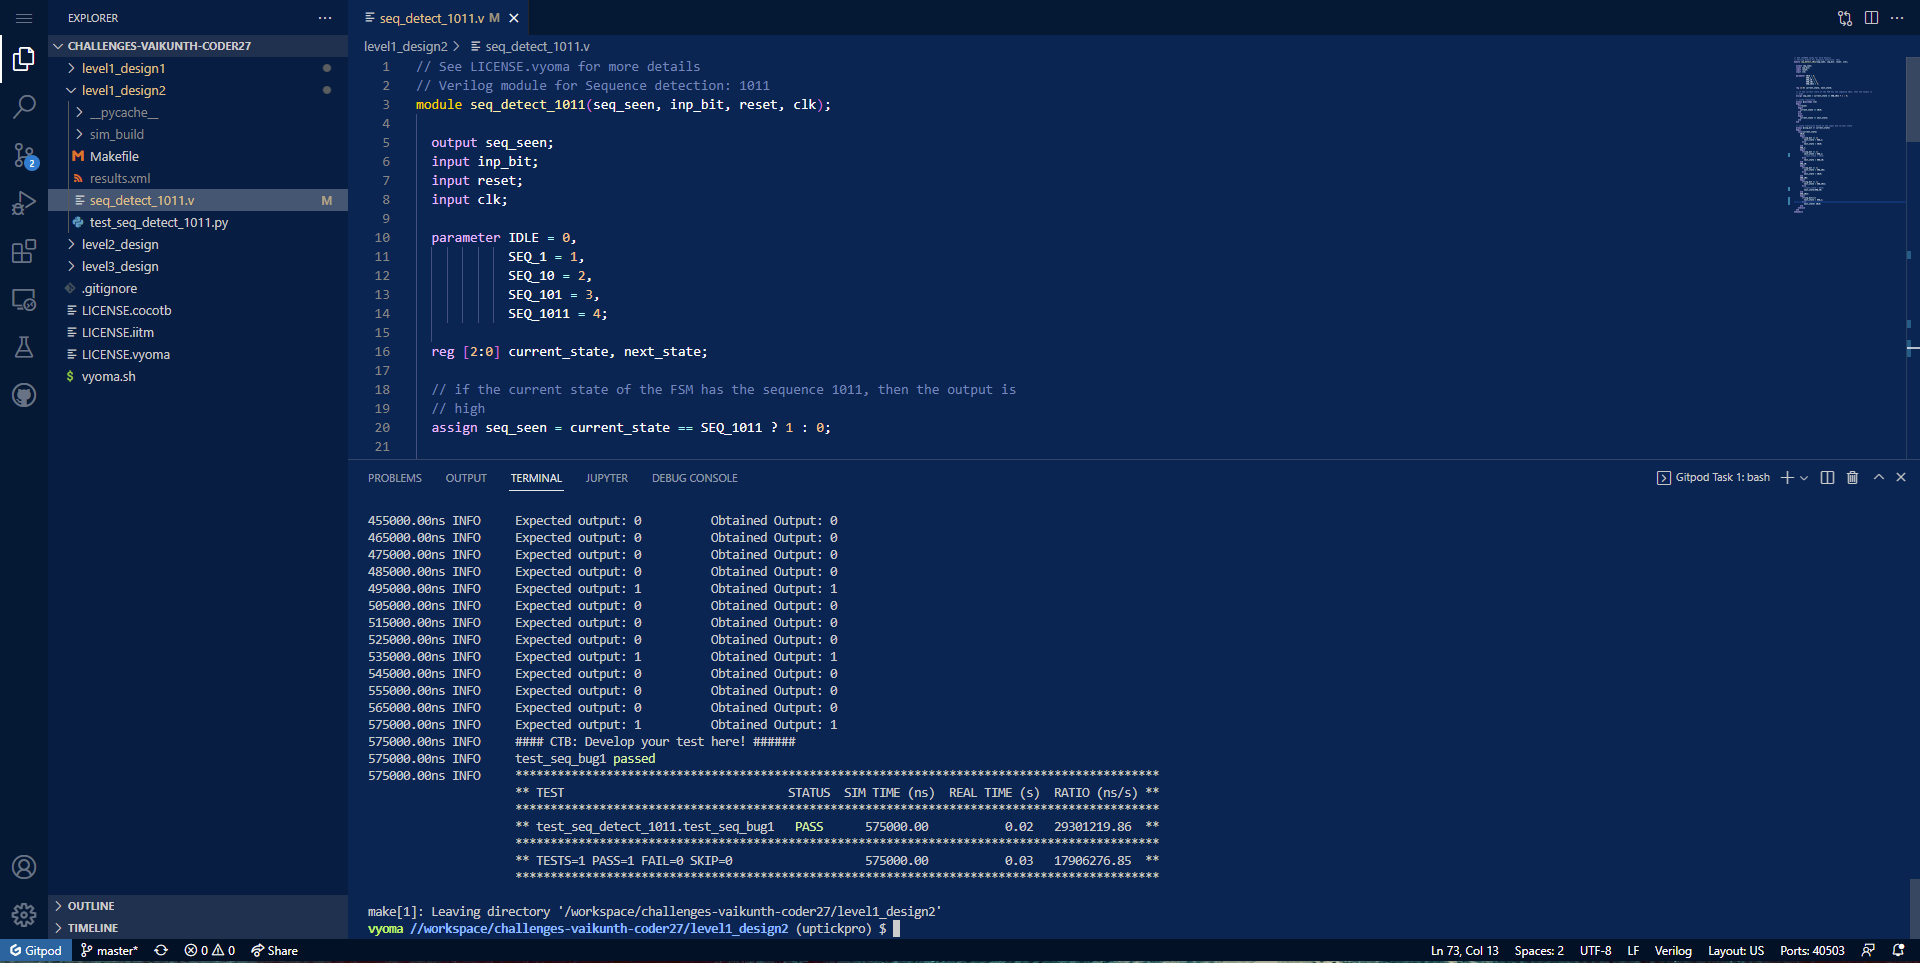 EXPLORER
CHALLENGES-VAIKUNTH-CODER27
level1_design1
level1_design2
__pycache__
sim_build
Makefile
results.xml
seq_detect_1011.v M
test_seq_detect_1011.py
level2_design
level3_design
.gitignore
LICENSE.cocotb
LICENSE.iitm
LICENSE.vyoma
$ vyoma.sh
2
OUTLINE
TIMELINE
seq_detect_1011.v M
level1_design2 > seq_detect_1011.v
1 // See LICENSE.vyoma for more details
2 // Verilog module for Sequence detection: 1011
3 module seq_detect_1011(seq_seen, inp_bit, reset, clk);
4
5 output seq_seen;
6 input inp_bit;
7 input reset;
8 input clk;
9
10 parameter IDLE = 0,
11 SEQ_1 = 1,
12 SEQ_10 = 2,
13 SEQ_101 = 3,
14 SEQ_1011 = 4;
15
16 reg [2:0] current_state, next_state;
17
18 // if the current state of the FSM has the sequence 1011, then the output is
19 // high
20 assign seq_seen = current_state == SEQ_1011 ? 1 : 0;
21
PROBLEMS OUTPUT TERMINAL JUPYTER DEBUG CONSOLE Gitpod Task 1: bash
455000.00ns INFO Expected output: 0 Obtained Output: 0
465000.00ns INFO Expected output: 0 Obtained Output: 0
475000.00ns INFO Expected output: 0 Obtained Output: 0
485000.00ns INFO Expected output: 0 Obtained Output: 0
495000.00ns INFO Expected output: 1 Obtained Output: 1
505000.00ns INFO Expected output: 0 Obtained Output: 0
515000.00ns INFO Expected output: 0 Obtained Output: 0
525000.00ns INFO Expected output: 0 Obtained Output: 0
535000.00ns INFO Expected output: 1 Obtained Output: 1
545000.00ns INFO Expected output: 0 Obtained Output: 0
555000.00ns INFO Expected output: 0 Obtained Output: 0
565000.00ns INFO Expected output: 0 Obtained Output: 0
575000.00ns INFO Expected output: 1 Obtained Output: 1
575000.00ns INFO #### CTB: Develop your test here! ######
575000.00ns INFO test_seq_bug1 passed
575000.00ns INFO ********************************************************************************************
** TEST STATUS SIM TIME (ns) REAL TIME (s) RATIO (ns/s) **
********************************************************************************************
** test_seq_detect_1011.test_seq_bug1 PASS 575000.00 0.02 29301219.86 **
********************************************************************************************
** TESTS=1 PASS=1 FAIL=0 SKIP=0 575000.00 0.03 17906276.85 **
********************************************************************************************
make[1]: Leaving directory '/workspace/challenges-vaikunth-coder27/level1_design2'
vyoma //workspace/challenges-vaikunth-coder27/level1_design2 (uptickpro) $
Gitpod master* 0 0 Share Ln 73, Col 13 Spaces: 2 UTF-8 LF Verilog Layout: US Ports: 40503